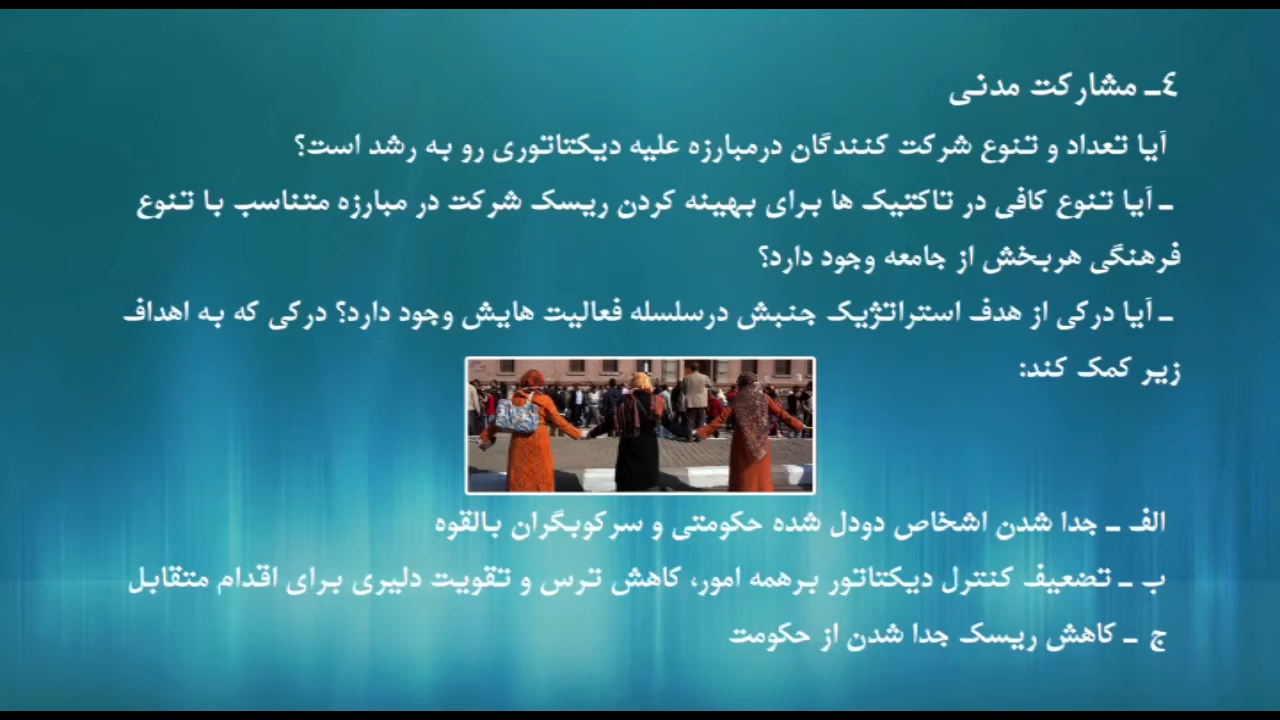 ٤ـ مشارکت مدنی
آیا تعداد و تنوع شرکت کنندگان درمبارزه علیه دیکتاتوری رو به رشد است؟
ـ آیا تنوع کافی در تاکتیک ها برای بهینه کردن ریسک شرکت در مبارزه متناسب با تنوع
فرهنگی هربخش از جامعه وجود دارد؟
ـ آیا درکی از هدف استراتژیک جنبش درسلسله فعالیت هایش وجود دارد؟ درکی که به اهداف
زیر کمک کند:
الف ـ جدا شدن اشخاص دودل شده حکومتی و سرکوبگران بالقوه
ب ـ تضعیف کنترل دیکتاتور برهمه امور، کاهش ترس و تقویت دلیری برای اقدام متقابل
ج ـ کاهش ریسک جدا شدن از حکومت